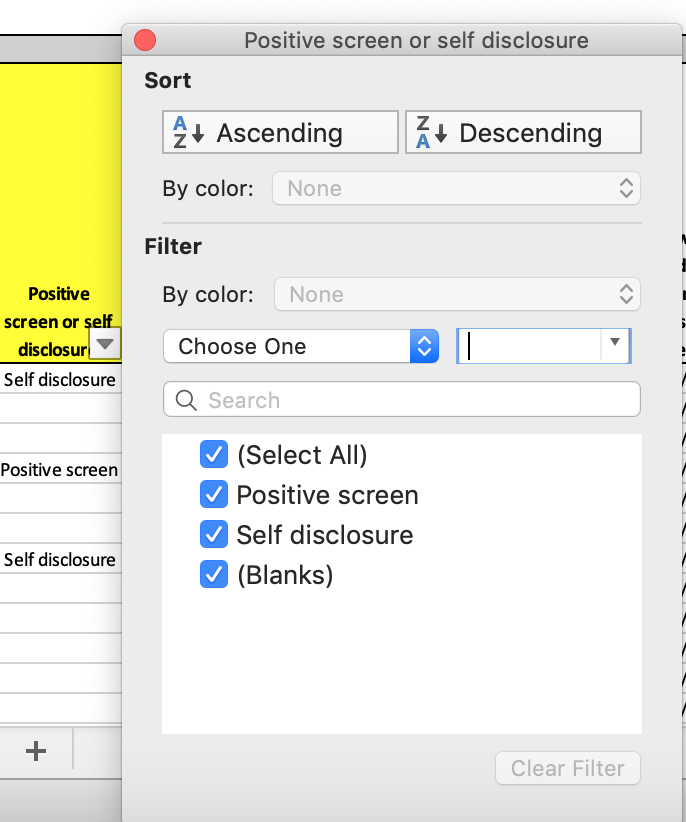 Positive screen or self disclosure
Sort
A Z Ascending
Z A Descending
By color: None
Filter
By color: None
Choose One
Search
(Select All)
Positive screen
Self disclosure
(Blanks)
Clear Filter
Positive
screen or self
disclosur
Self disclosure
Positive screen
Self disclosure
+